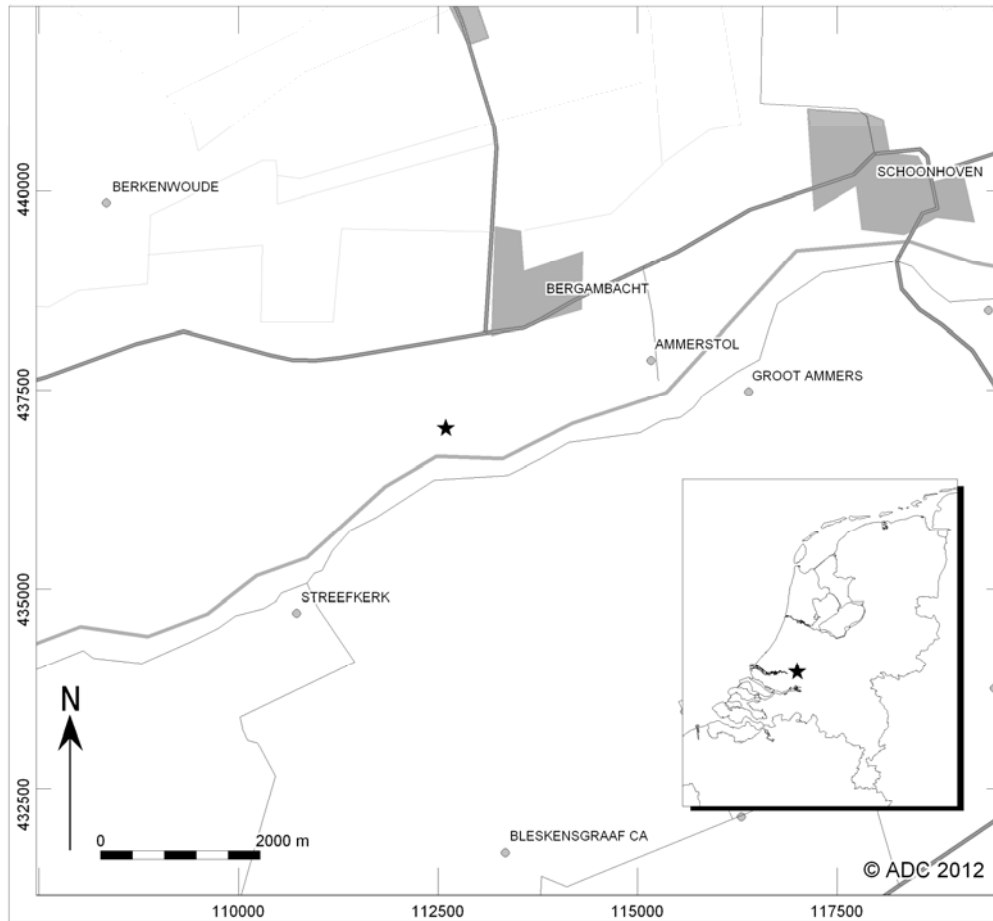 SCHOONHOVEN
BERKENWOUDE
440000
BERGAMBACHT
AMMERSTOL
GROOT AMMERS
437500
STREEFKERK
435000
N
432500
0 2000 m
BLESKENSGRAAF CA
© ADC 2012
110000 112500 115000 117500